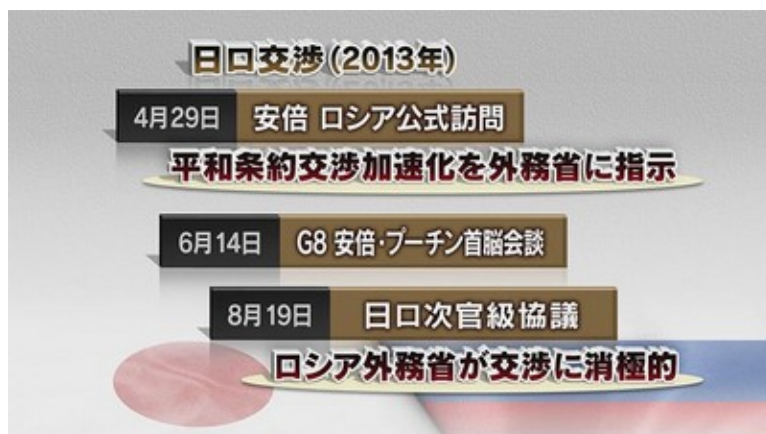 日ロ交渉(2013年)
4月29日 安倍 ロシア公式訪問
平和条約交渉加速化を外務省に指示
6月14日 G8 安倍・プーチン首脳会談
8月19日 日ロ次官級協議
ロシア外務省が交渉に消極的